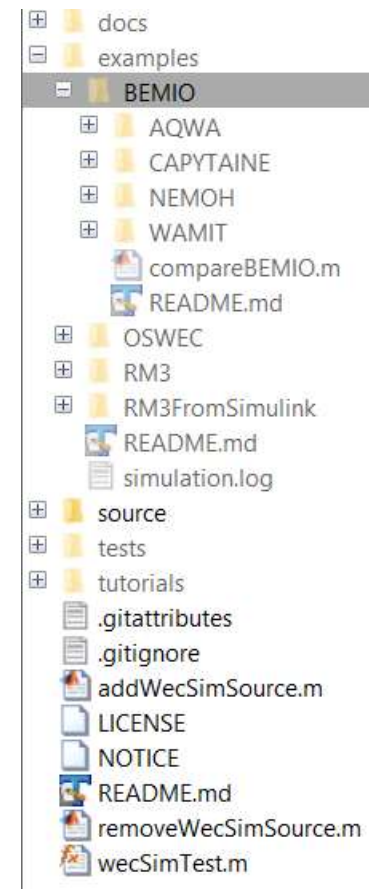 docs
examples
BEMIO
AQWA
CAPYTAINE
NEMOH
WAMIT
compareBEMIO.m
README.md
OSWEC
RM3
RM3FromSimulink
README.md
simulation.log
source
tests
tutorials
.gitattributes
.gitignore
addWecSimSource.m
LICENSE
NOTICE
README.md
removeWecSimSource.m
wecSimTest.m